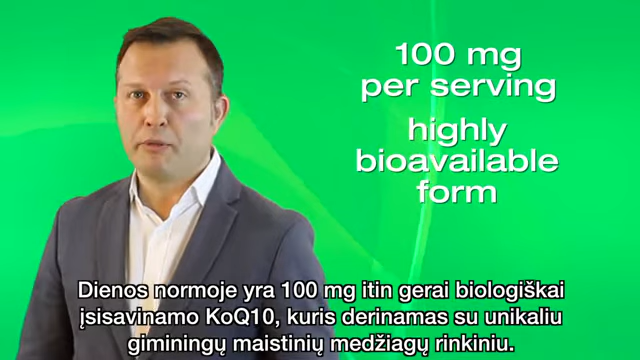 100 mg
per serving
highly
bioavailable
form
Dienos normoje yra 100 mg itin gerai biologiškai
įsisavinamo KoQ10, kuris derinamas su unikaliu
giminingų maistinių medžiagų rinkiniu.